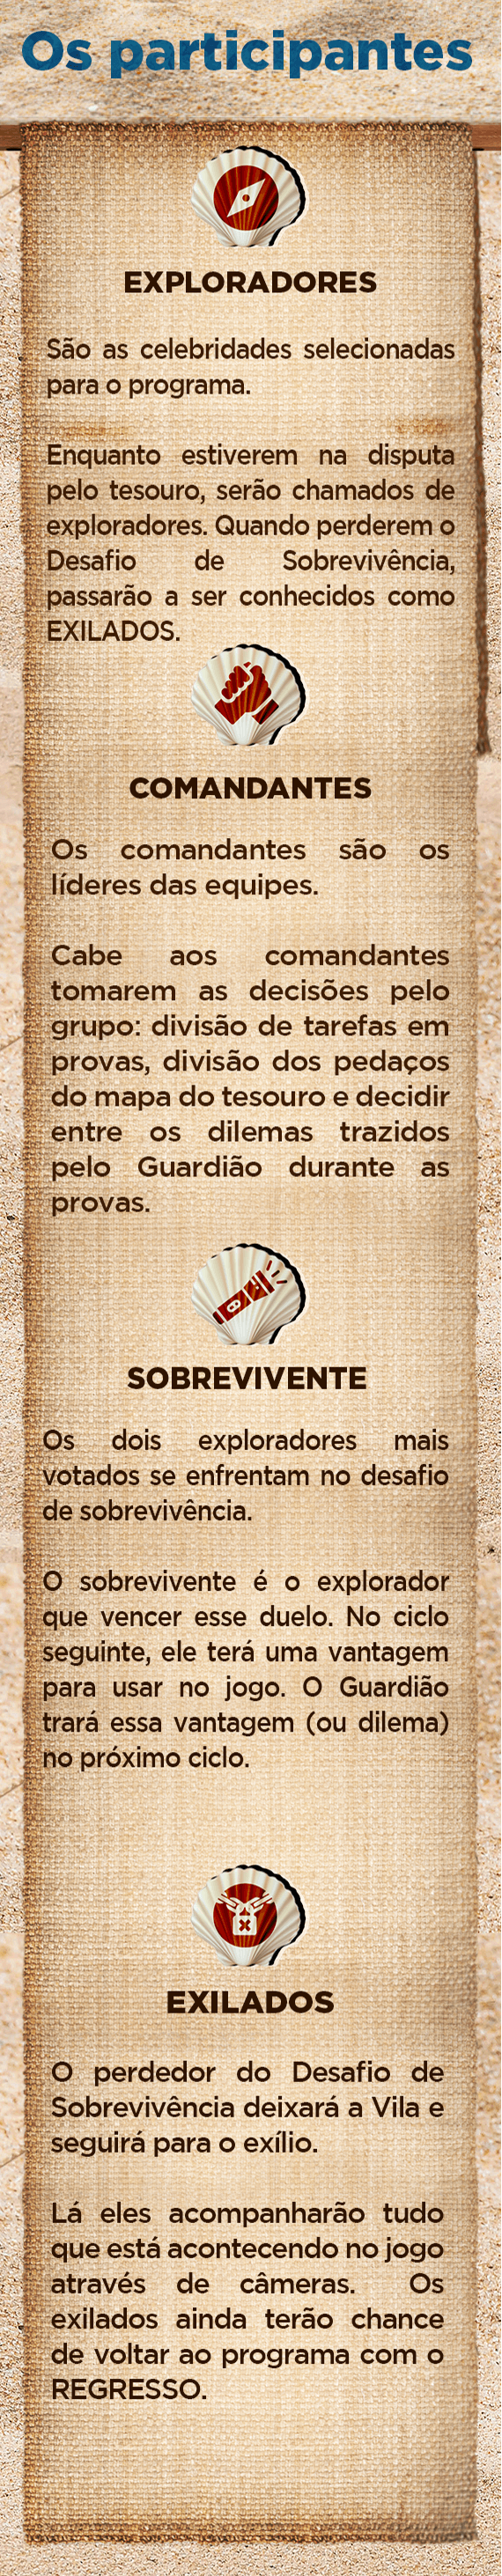 Os participantes
EXPLORADORES
São as celebridades selecionadas
para o programa.
Enquanto estiverem na disputa
pelo tesouro, serão chamados de
exploradores. Quando perderem o
Desafio de Sobrevivência,
passarão a ser conhecidos como
EXILADOS.
COMANDANTES
Os comandantes são os
líderes das equipes.
Cabe aos comandantes
tomarem as decisões pelo
grupo: divisão de tarefas em
provas, divisão dos pedaços
do mapa do tesouro e decidir
entre os dilemas trazidos
pelo Guardião durante as
provas.
SOBREVIVENTE
Os dois exploradores mais
votados se enfrentam no desafio
de sobrevivência.
O sobrevivente é o explorador
que vencer esse duelo. No ciclo
seguinte, ele terá uma vantagem
para usar no jogo. O Guardião
trará essa vantagem (ou dilema)
no próximo ciclo.
EXILADOS
O perdedor do Desafio de
Sobrevivência deixará a Vila e
seguirá para o exílio.
Lá eles acompanharão tudo
que está acontecendo no jogo
através de câmeras. Os
exilados ainda terão chance
de voltar ao programa com o
REGRESSO.